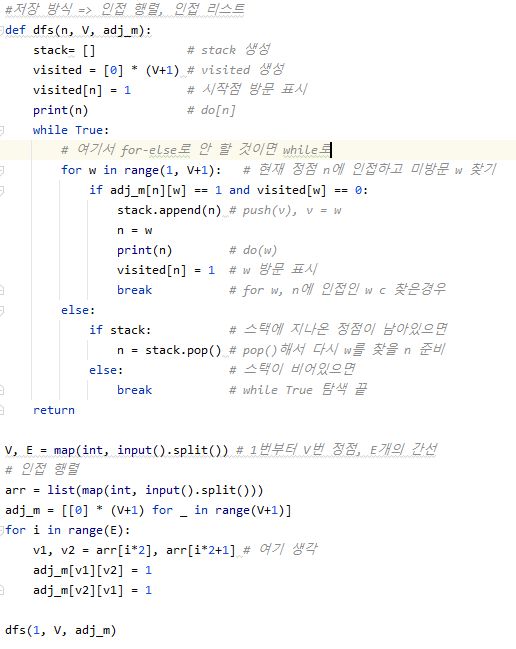 #저장 방식 => 인접 행렬, 인접 리스트
def dfs(n, V, adj_m):
    stack= []             # stack 생성
    visited = [0] * (V+1) # visited 생성
    visited[n] = 1        # 시작점 방문 표시
    print(n)              # do[n]
    while True:
        # 여기서 for-else로 안 할 것이면 while로
        for w in range(1, V+1):   # 현재 정점 n에 인접하고 미방문 w 찾기
            if adj_m[n][w] == 1 and visited[w] == 0:
                stack.append(n) # push(v), v = w
                n = w
                print(n)        # do(w)
                visited[n] = 1  # w 방문 표시
                break           # for w, n에 인접인 w c 찾은경우
        else:
            if stack:           # 스택에 지나온 정점이 남아있으면
                n = stack.pop() # pop()해서 다시 w를 찾을 n 준비
            else:               # 스택이 비어있으면
                break           # while True 탐색 끝
    return
V, E = map(int, input().split()) # 1번부터 V번 정점, E개의 간선
# 인접 행렬
arr = list(map(int, input().split()))
adj_m = [[0] * (V+1) for _ in range(V+1)]
for i in range(E):
    v1, v2 = arr[i*2], arr[i*2+1] # 여기 생각
    adj_m[v1][v2] = 1
    adj_m[v2][v1] = 1
dfs(1, V, adj_m)